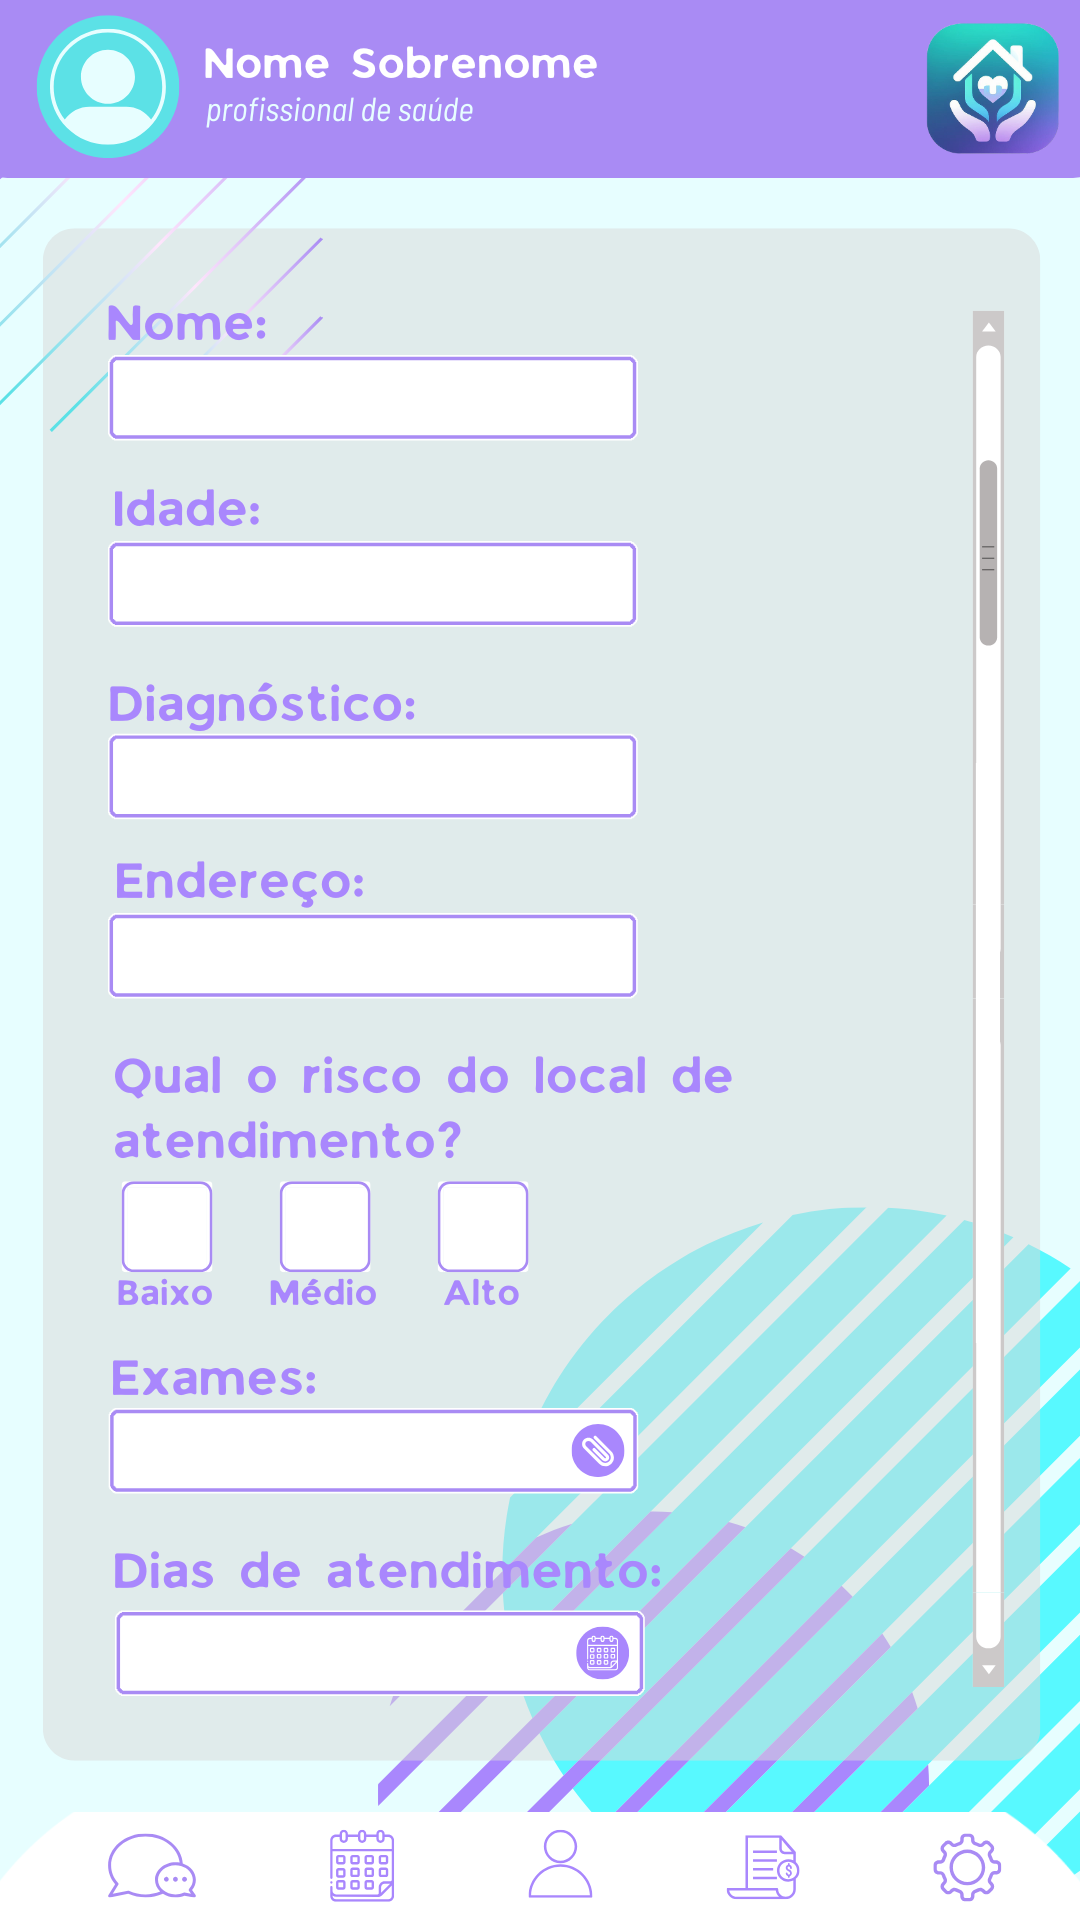 Nome Sobrenome
profissional de saúde
Nome:
Idade:
Diagnóstico:
Endereço:
Qual o risco do local de
atendimento?
Baixo Médio Alto
Exames:
Dias de atendimento:
$